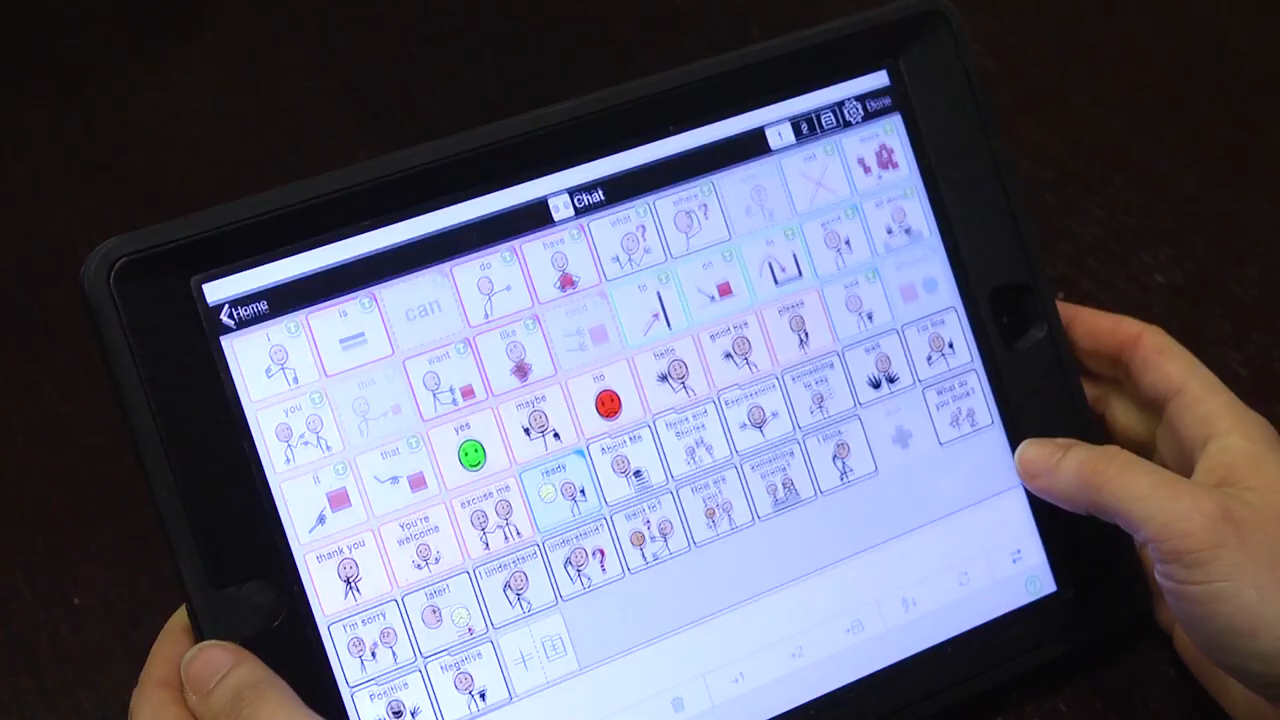 Home
Chat
1 2 Done
I is can do have what where not
you this want like need to on in
it that yes maybe no hello good bye please
thank you You're welcome excuse me ready About Me News and Stories Expressions something to say
I'm fine
I'm sorry later! I understand understand? Want to? How are you? something wrong? I think... What do you think?
Positive Negative
+1 +2